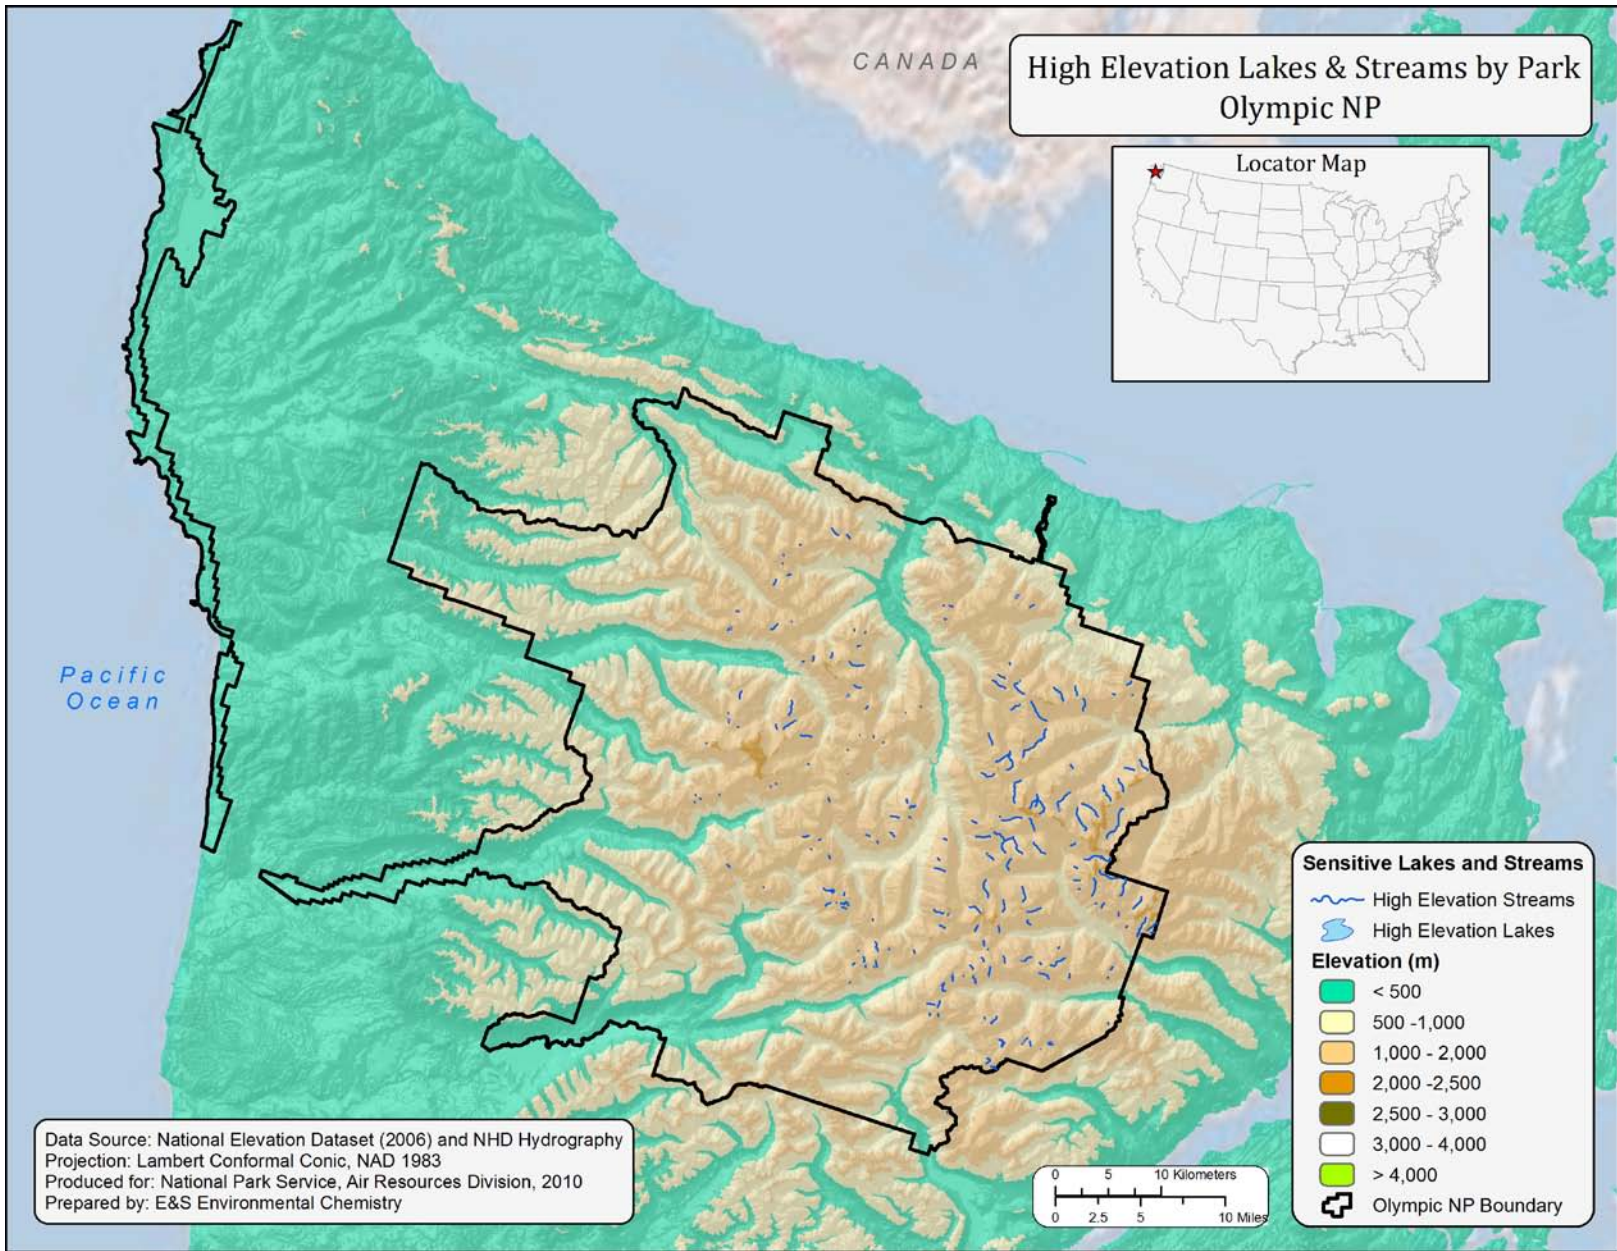 CANADA
High Elevation Lakes & Streams by Park
Olympic NP
Locator Map
Pacific
Ocean
Sensitive Lakes and Streams
High Elevation Streams
High Elevation Lakes
Elevation (m)
< 500
500 -1,000
1,000 - 2,000
2,000 -2,500
2,500 - 3,000
3,000 - 4,000
> 4,000
Olympic NP Boundary
Data Source: National Elevation Dataset (2006) and NHD Hydrography
Projection: Lambert Conformal Conic, NAD 1983
Produced for: National Park Service, Air Resources Division, 2010
Prepared by: E&S Environmental Chemistry
0 5 10 Kilometers
0 2.5 5 10 Miles